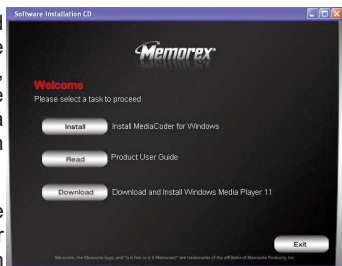 Software Installation CD
Memorex
Welcome
Please select a task to proceed
Install Install MediaCoder for Windows
Read Product User Guide
Download Download and Install Windows Media Player 11
Exit
Memorex, the Memorex logo, and "Is it live or is it Memorex?" are trademarks of the affiliates of Memorex Products, Inc.